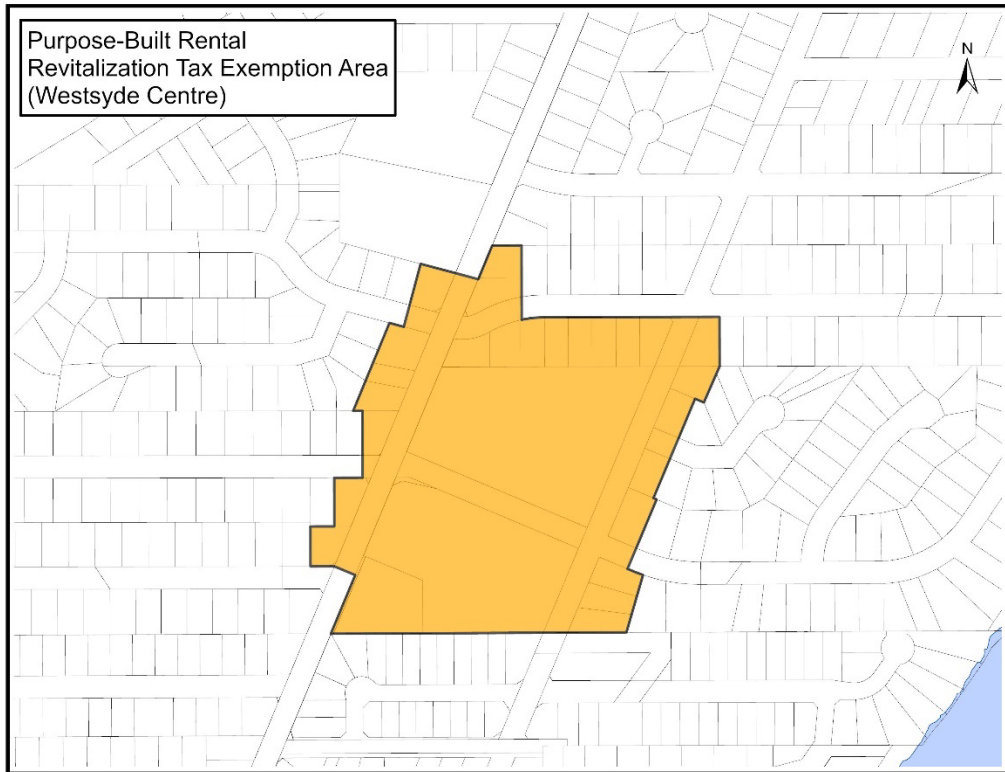 Purpose-Built Rental
Revitalization Tax Exemption Area
(Westsyde Centre)
N